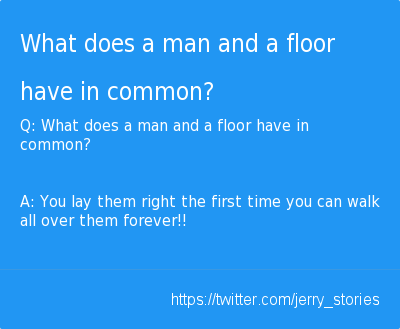 What does a man and a floor
have in common?
Q: What does a man and a floor have in
common?
A: You lay them right the first time you can walk
all over them forever!!
https://twitter.com/jerry_stories